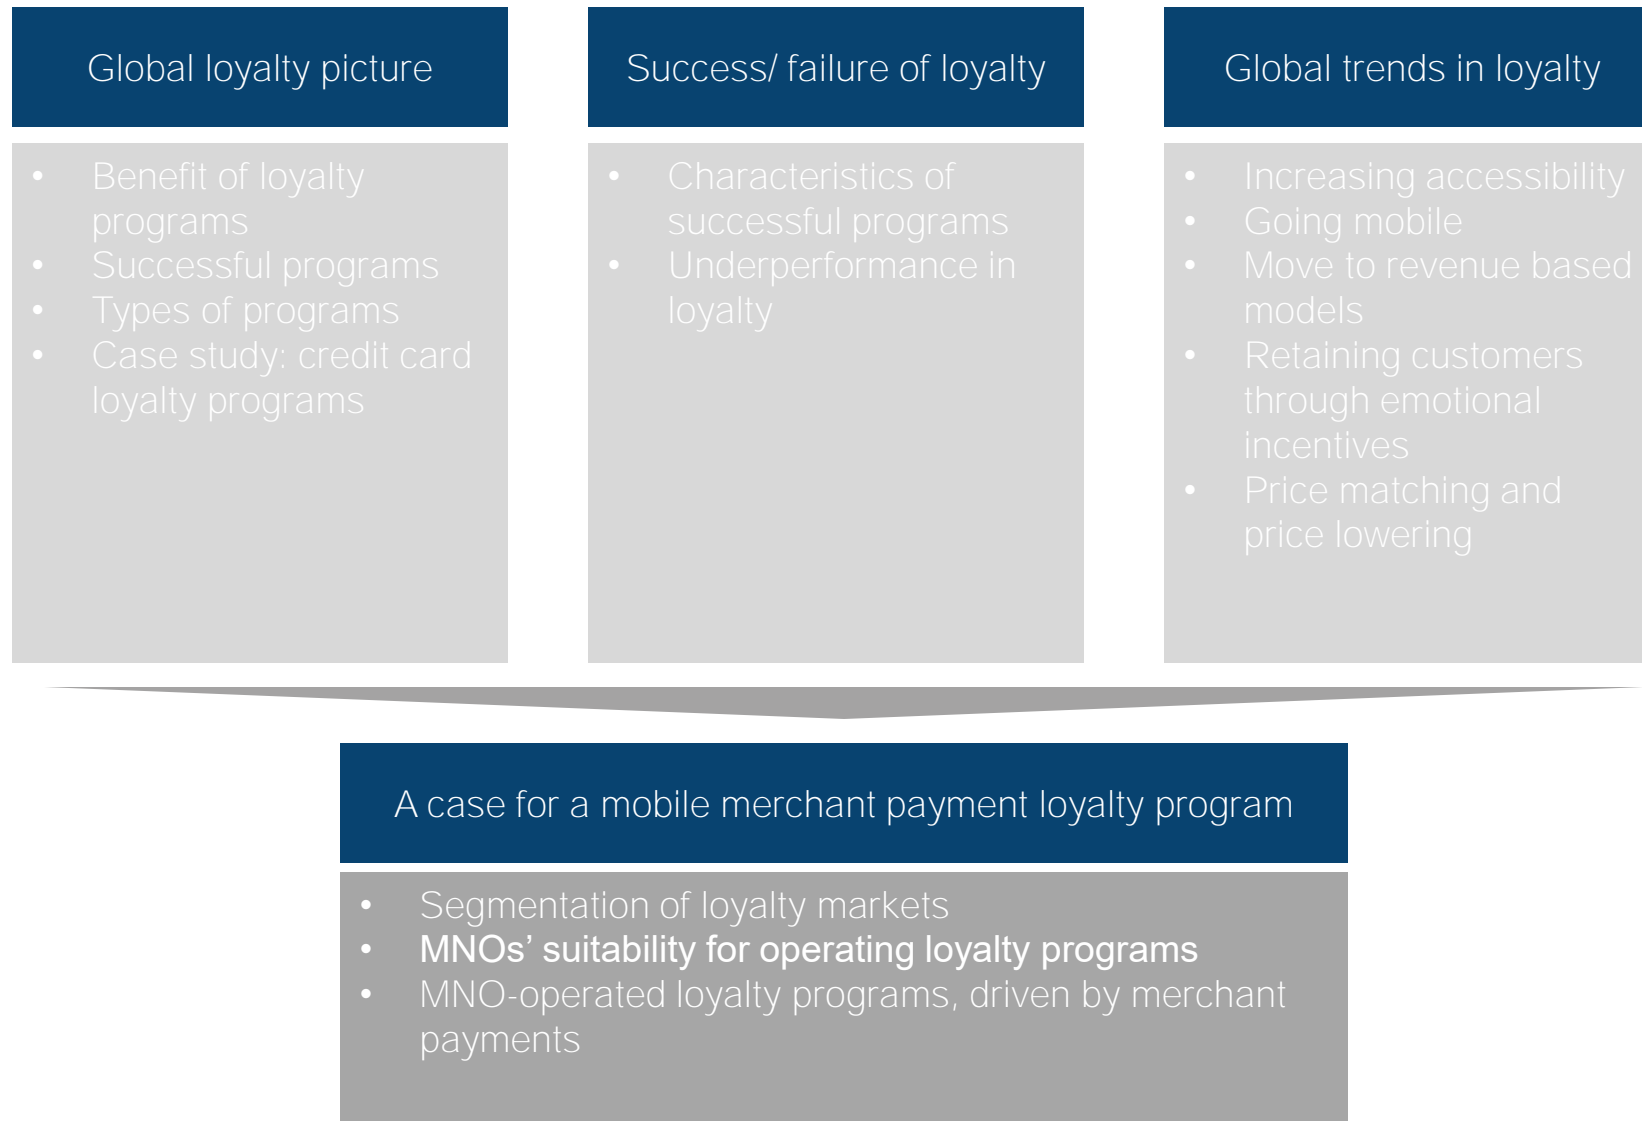 Global loyalty picture
• Benefit of loyalty
programs
• Successful programs
• Types of programs
• Case study: credit card
loyalty programs
Success/ failure of loyalty
• Characteristics of
successful programs
• Underperformance in
loyalty
Global trends in loyalty
• Increasing accessibility
• Going mobile
• Move to revenue based
models
• Retaining customers
through emotional
incentives
• Price matching and
price lowering
A case for a mobile merchant payment loyalty program
• Segmentation of loyalty markets
• MNOs’ suitability for operating loyalty programs
• MNO-operated loyalty programs, driven by merchant
payments